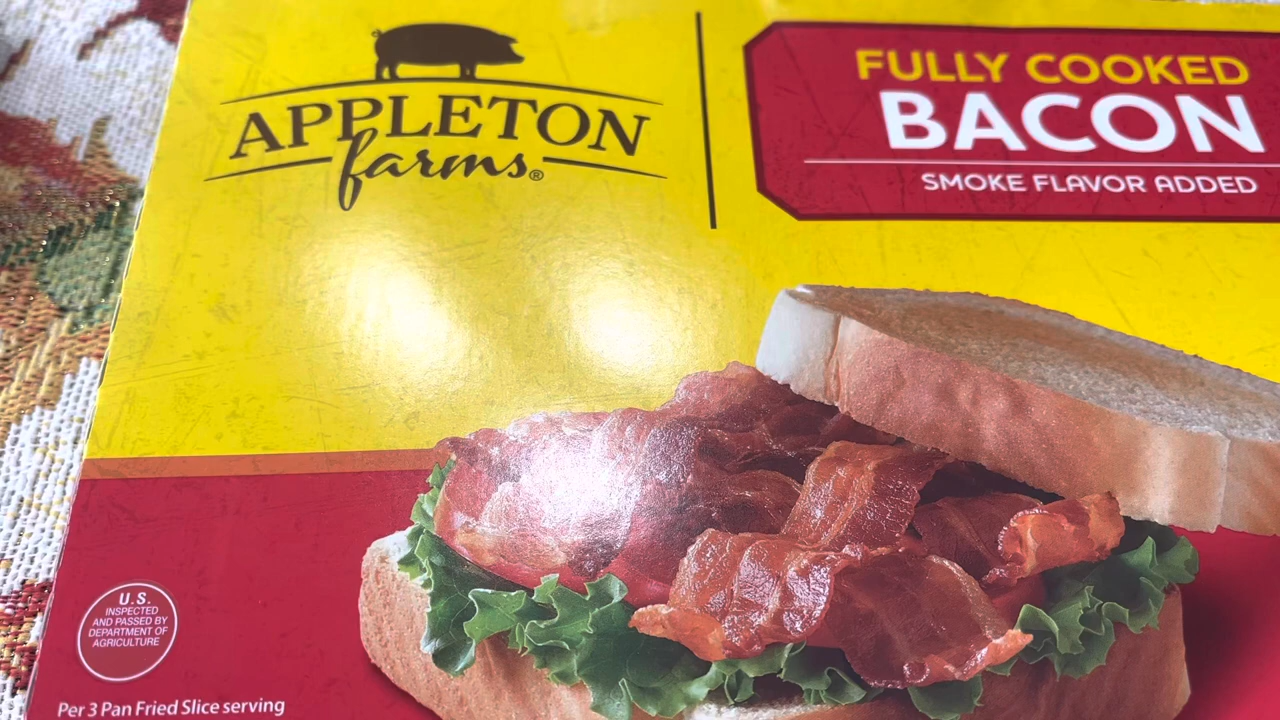 APPLETON
farms®
FULLY COOKED
BACON
SMOKE FLAVOR ADDED
U.S.
INSPECTED
AND PASSED BY
DEPARTMENT OF
AGRICULTURE
Per 3 Pan Fried Slice serving